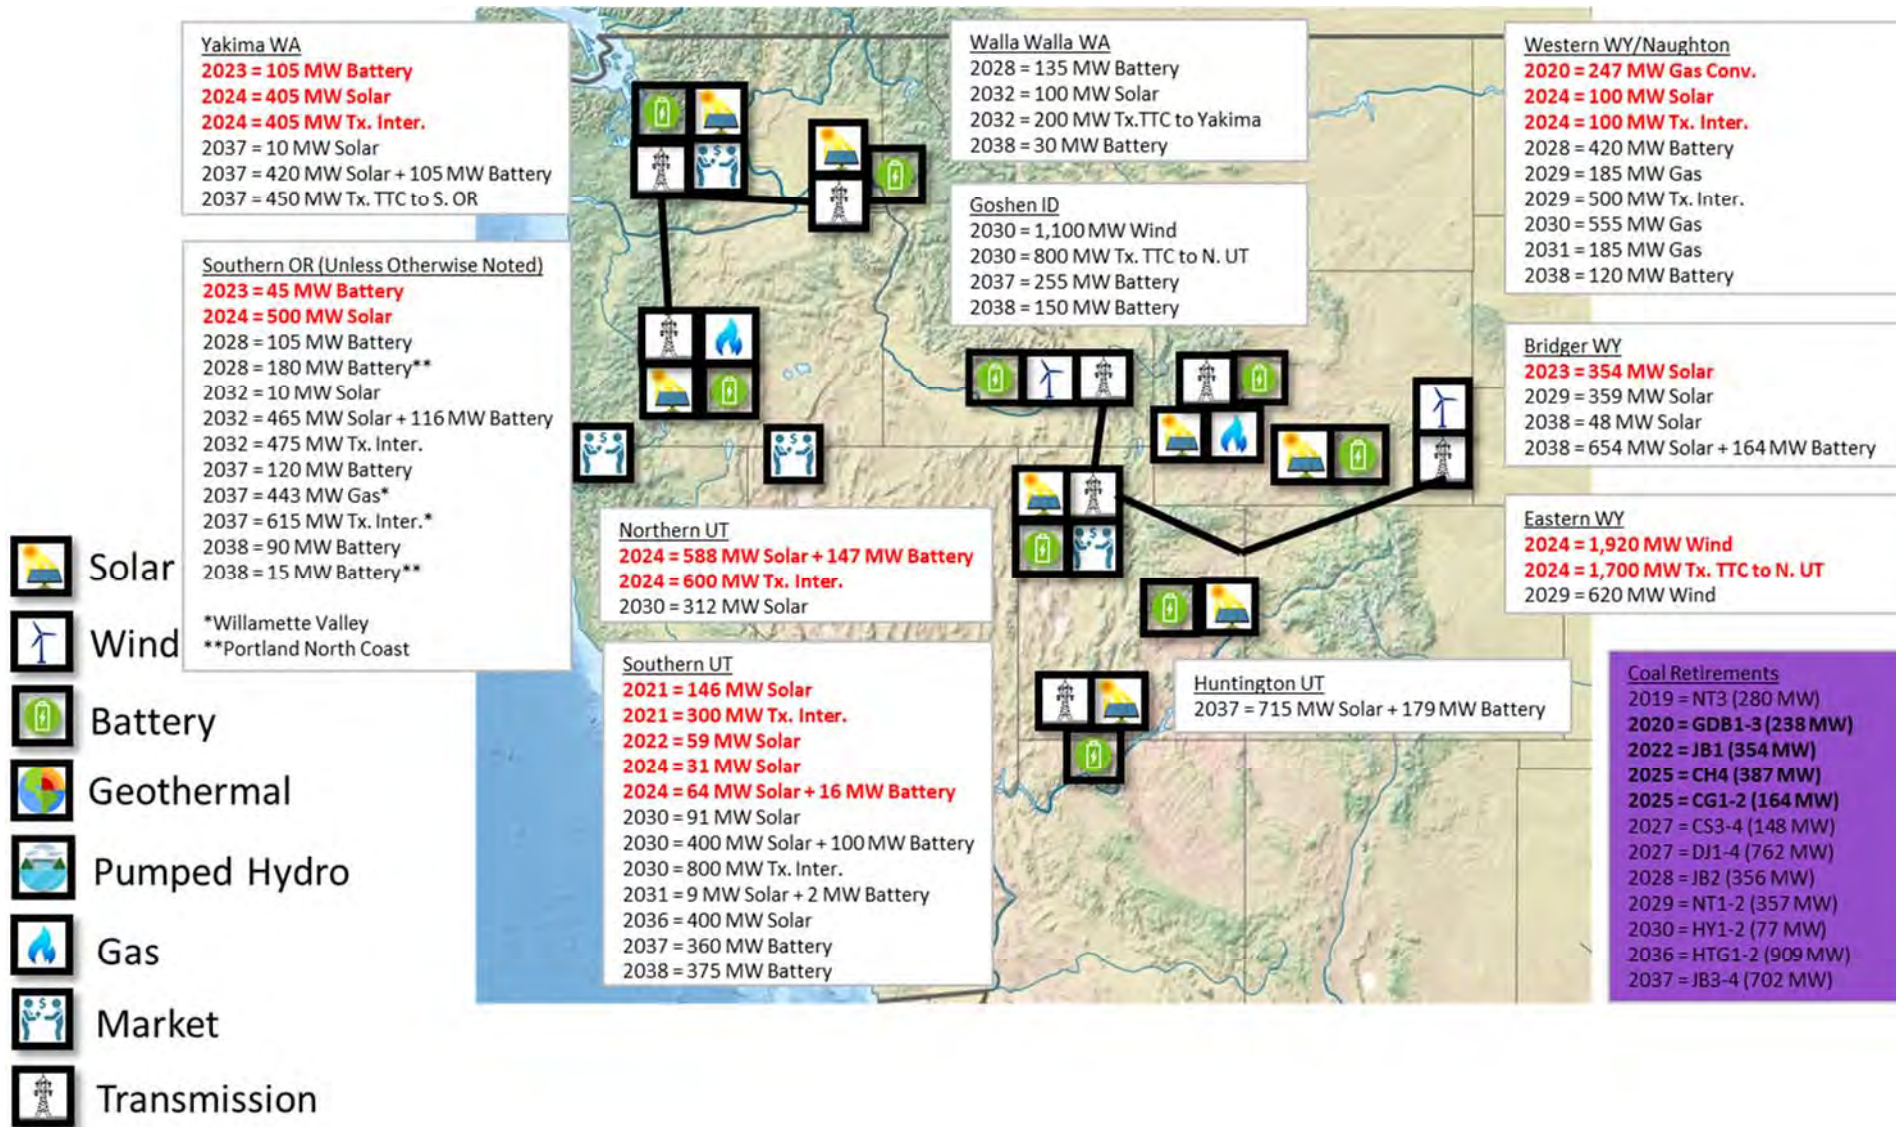 Yakima WA
2023 = 105 MW Battery
2024 = 405 MW Solar
2024 = 405 MW Tx. Inter.
2037 = 10 MW Solar
2037 = 420 MW Solar + 105 MW Battery
2037 = 450 MW Tx. TTC to S. OR
Southern OR (Unless Otherwise Noted)
2023 = 45 MW Battery
2024 = 500 MW Solar
2028 = 105 MW Battery
2028 = 180 MW Battery**
2032 = 10 MW Solar
2032 = 465 MW Solar + 116 MW Battery
2032 = 475 MW Tx. Inter.
2037 = 120 MW Battery
2037 = 443 MW Gas*
2037 = 615 MW Tx. Inter.*
2038 = 90 MW Battery
2038 = 15 MW Battery**
*Willamette Valley
**Portland North Coast
Walla Walla WA
2028 = 135 MW Battery
2032 = 100 MW Solar
2032 = 200 MW Tx.TTC to Yakima
2038 = 30 MW Battery
Goshen ID
2030 = 1,100 MW Wind
2030 = 800 MW Tx. TTC to N. UT
2037 = 255 MW Battery
2038 = 150 MW Battery
Western WY/Naughton
2020 = 247 MW Gas Conv.
2024 = 100 MW Solar
2024 = 100 MW Tx. Inter.
2028 = 420 MW Battery
2029 = 185 MW Gas
2029 = 500 MW Tx. Inter.
2030 = 555 MW Gas
2031 = 185 MW Gas
2038 = 120 MW Battery
Bridger WY
2023 = 354 MW Solar
2029 = 359 MW Solar
2038 = 48 MW Solar
2038 = 654 MW Solar + 164 MW Battery
Eastern WY
2024 = 1,920 MW Wind
2024 = 1,700 MW Tx. TTC to N. UT
2029 = 620 MW Wind
Northern UT
2024 = 588 MW Solar + 147 MW Battery
2024 = 600 MW Tx. Inter.
2030 = 312 MW Solar
Southern UT
2021 = 146 MW Solar
2021 = 300 MW Tx. Inter.
2022 = 59 MW Solar
2024 = 31 MW Solar
2024 = 64 MW Solar + 16 MW Battery
2030 = 91 MW Solar
2030 = 400 MW Solar + 100 MW Battery
2030 = 800 MW Tx. Inter.
2031 = 9 MW Solar + 2 MW Battery
2036 = 400 MW Solar
2037 = 360 MW Battery
2038 = 375 MW Battery
Huntington UT
2037 = 715 MW Solar + 179 MW Battery
Coal Retirements
2019 = NT3 (280 MW)
2020 = GDB1-3 (238 MW)
2022 = JB1 (354 MW)
2025 = CH4 (387 MW)
2025 = CG1-2 (164 MW)
2027 = CS3-4 (148 MW)
2027 = DJ1-4 (762 MW)
2028 = JB2 (356 MW)
2029 = NT1-2 (357 MW)
2030 = HY1-2 (77 MW)
2036 = HTG1-2 (909 MW)
2037 = JB3-4 (702 MW)
Solar
Wind
Battery
Geothermal
Pumped Hydro
Gas
Market
Transmission